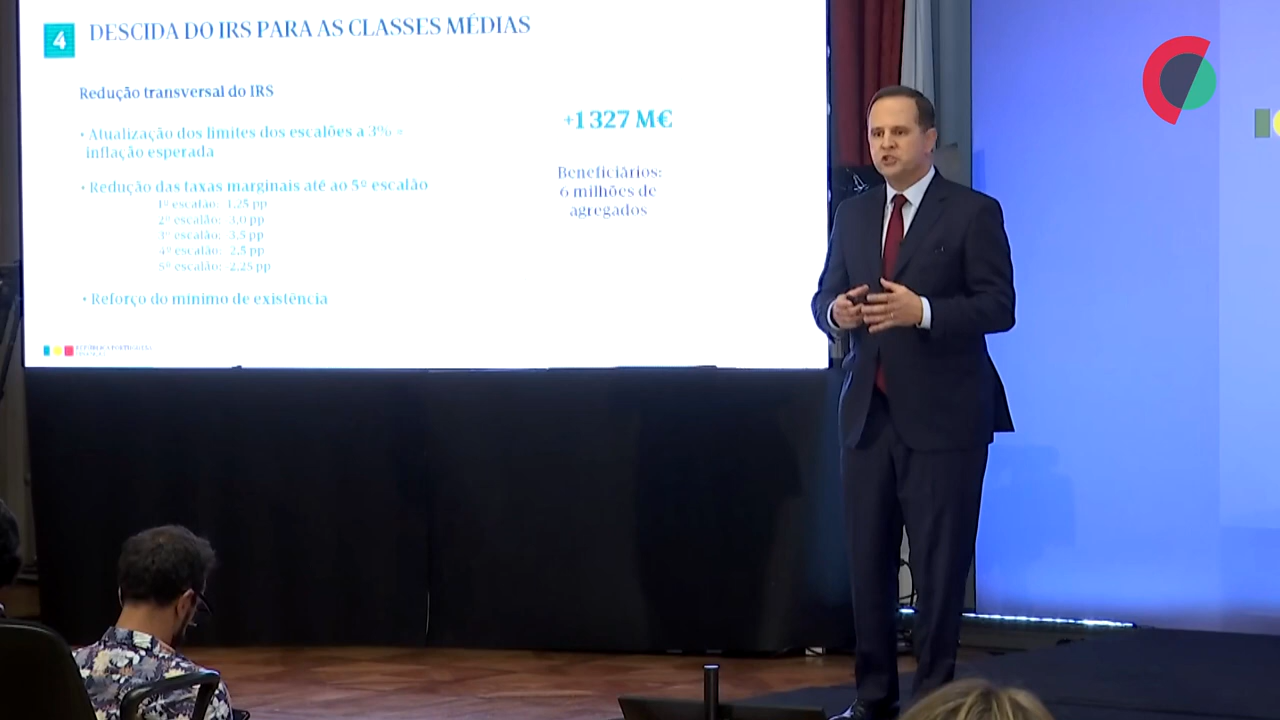 4
DESCIDA DO IRS PARA AS CLASSES MÉDIAS
Redução transversal do IRS
• Atualização dos limites dos escalões a 3% =
inflação esperada
• Redução das taxas marginais até ao 5º escalão
1º escalão: -1,25 pp
2º escalão: -3,0 pp
3º escalão: -3,5 pp
4º escalão: -2,5 pp
5º escalão: -2,25 pp
• Reforço do mínimo de existência
+1 327 M€
Beneficiários:
6 milhões de
agregados
REPÚBLICA PORTUGUESA